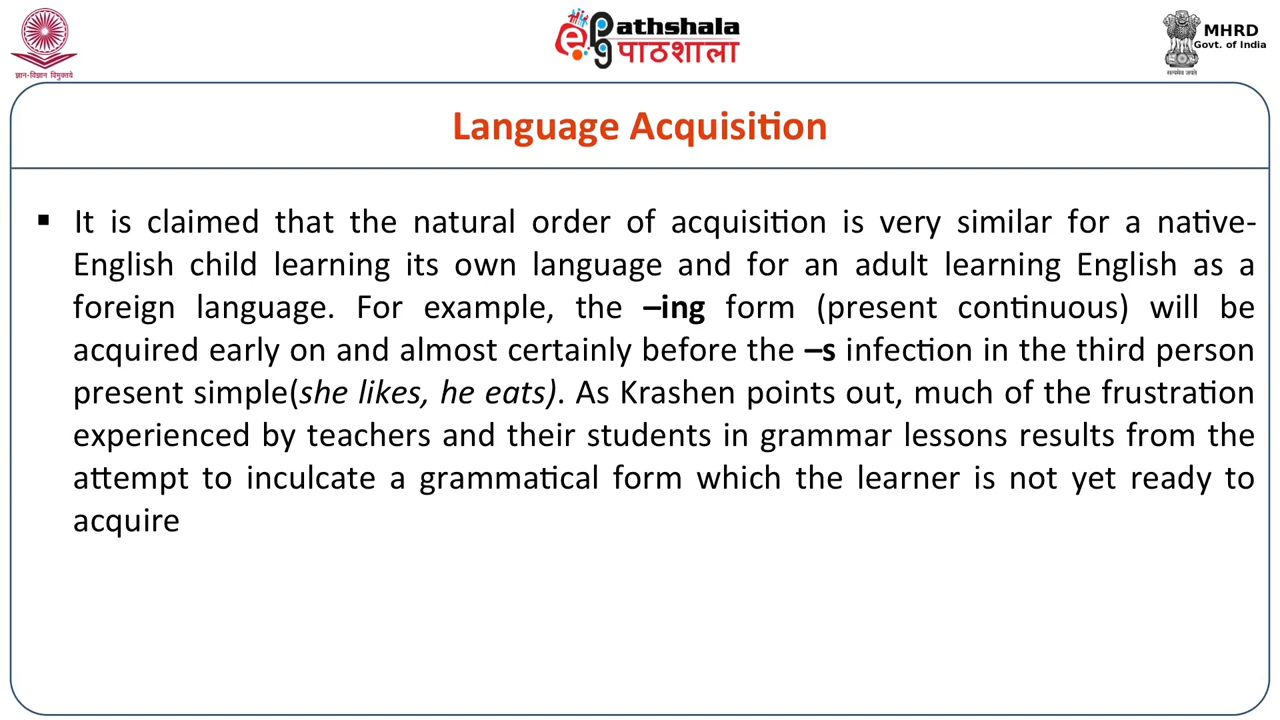 ज्ञान-विज्ञान विमुक्तये
ePG Pathshala
पाठशाला
MHRD
Govt. of India
सत्यमेव जयते
Language Acquisition
▪ It is claimed that the natural order of acquisition is very similar for a native-
English child learning its own language and for an adult learning English as a
foreign language. For example, the –ing form (present continuous) will be
acquired early on and almost certainly before the –s infection in the third person
present simple(she likes, he eats). As Krashen points out, much of the frustration
experienced by teachers and their students in grammar lessons results from the
attempt to inculcate a grammatical form which the learner is not yet ready to
acquire